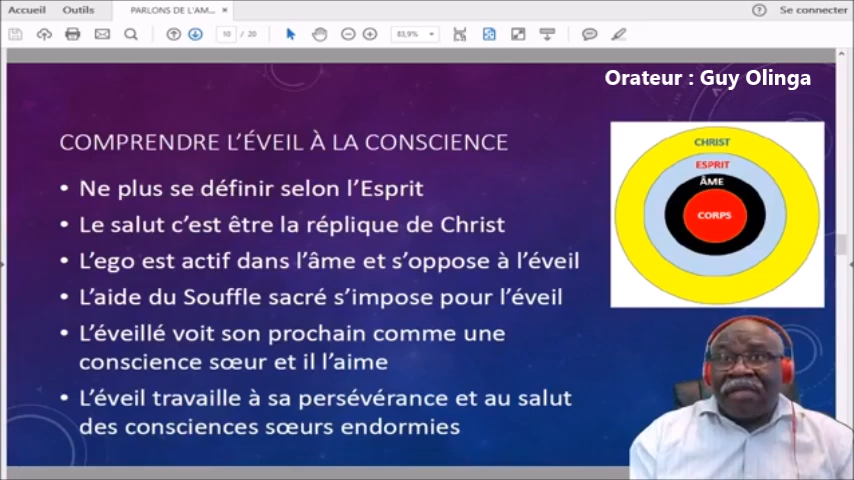 Accueil Outils PARLONS DE L'AM... × Se connecter
10 / 20 83,9%
Orateur : Guy Olinga
COMPRENDRE L'ÉVEIL À LA CONSCIENCE
• Ne plus se définir selon l'Esprit
• Le salut c'est être la réplique de Christ
• L'ego est actif dans l'âme et s'oppose à l'éveil
• L'aide du Souffle sacré s'impose pour l'éveil
• L'éveillé voit son prochain comme une
conscience sœur et il l'aime
• L'éveil travaille à sa persévérance et au salut
des consciences sœurs endormies
CHRIST
ESPRIT
ÂME
CORPS